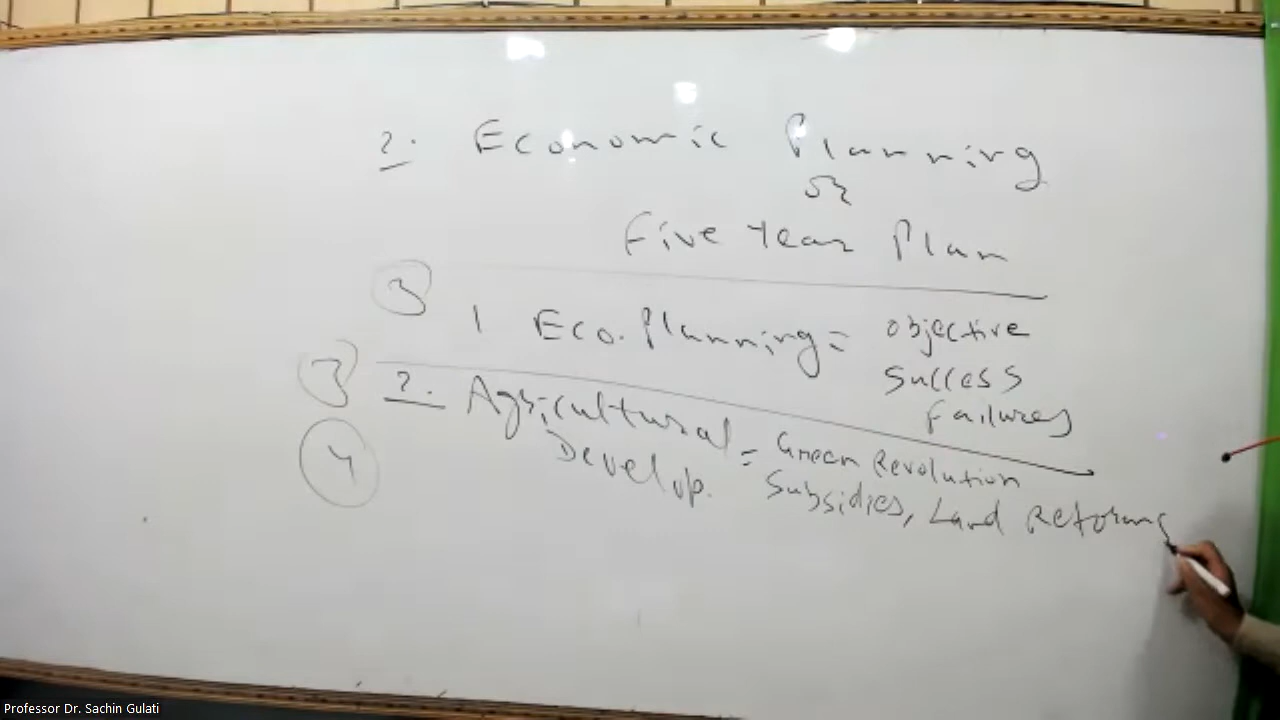 2. Economic Planning
or
Five Year Plan
3
1 Eco. Planning = objective
success
failures
3
2. Agricultural = Green Revolution
Develop. Subsidies, Land Reforms
4
Professor Dr. Sachin Gulati